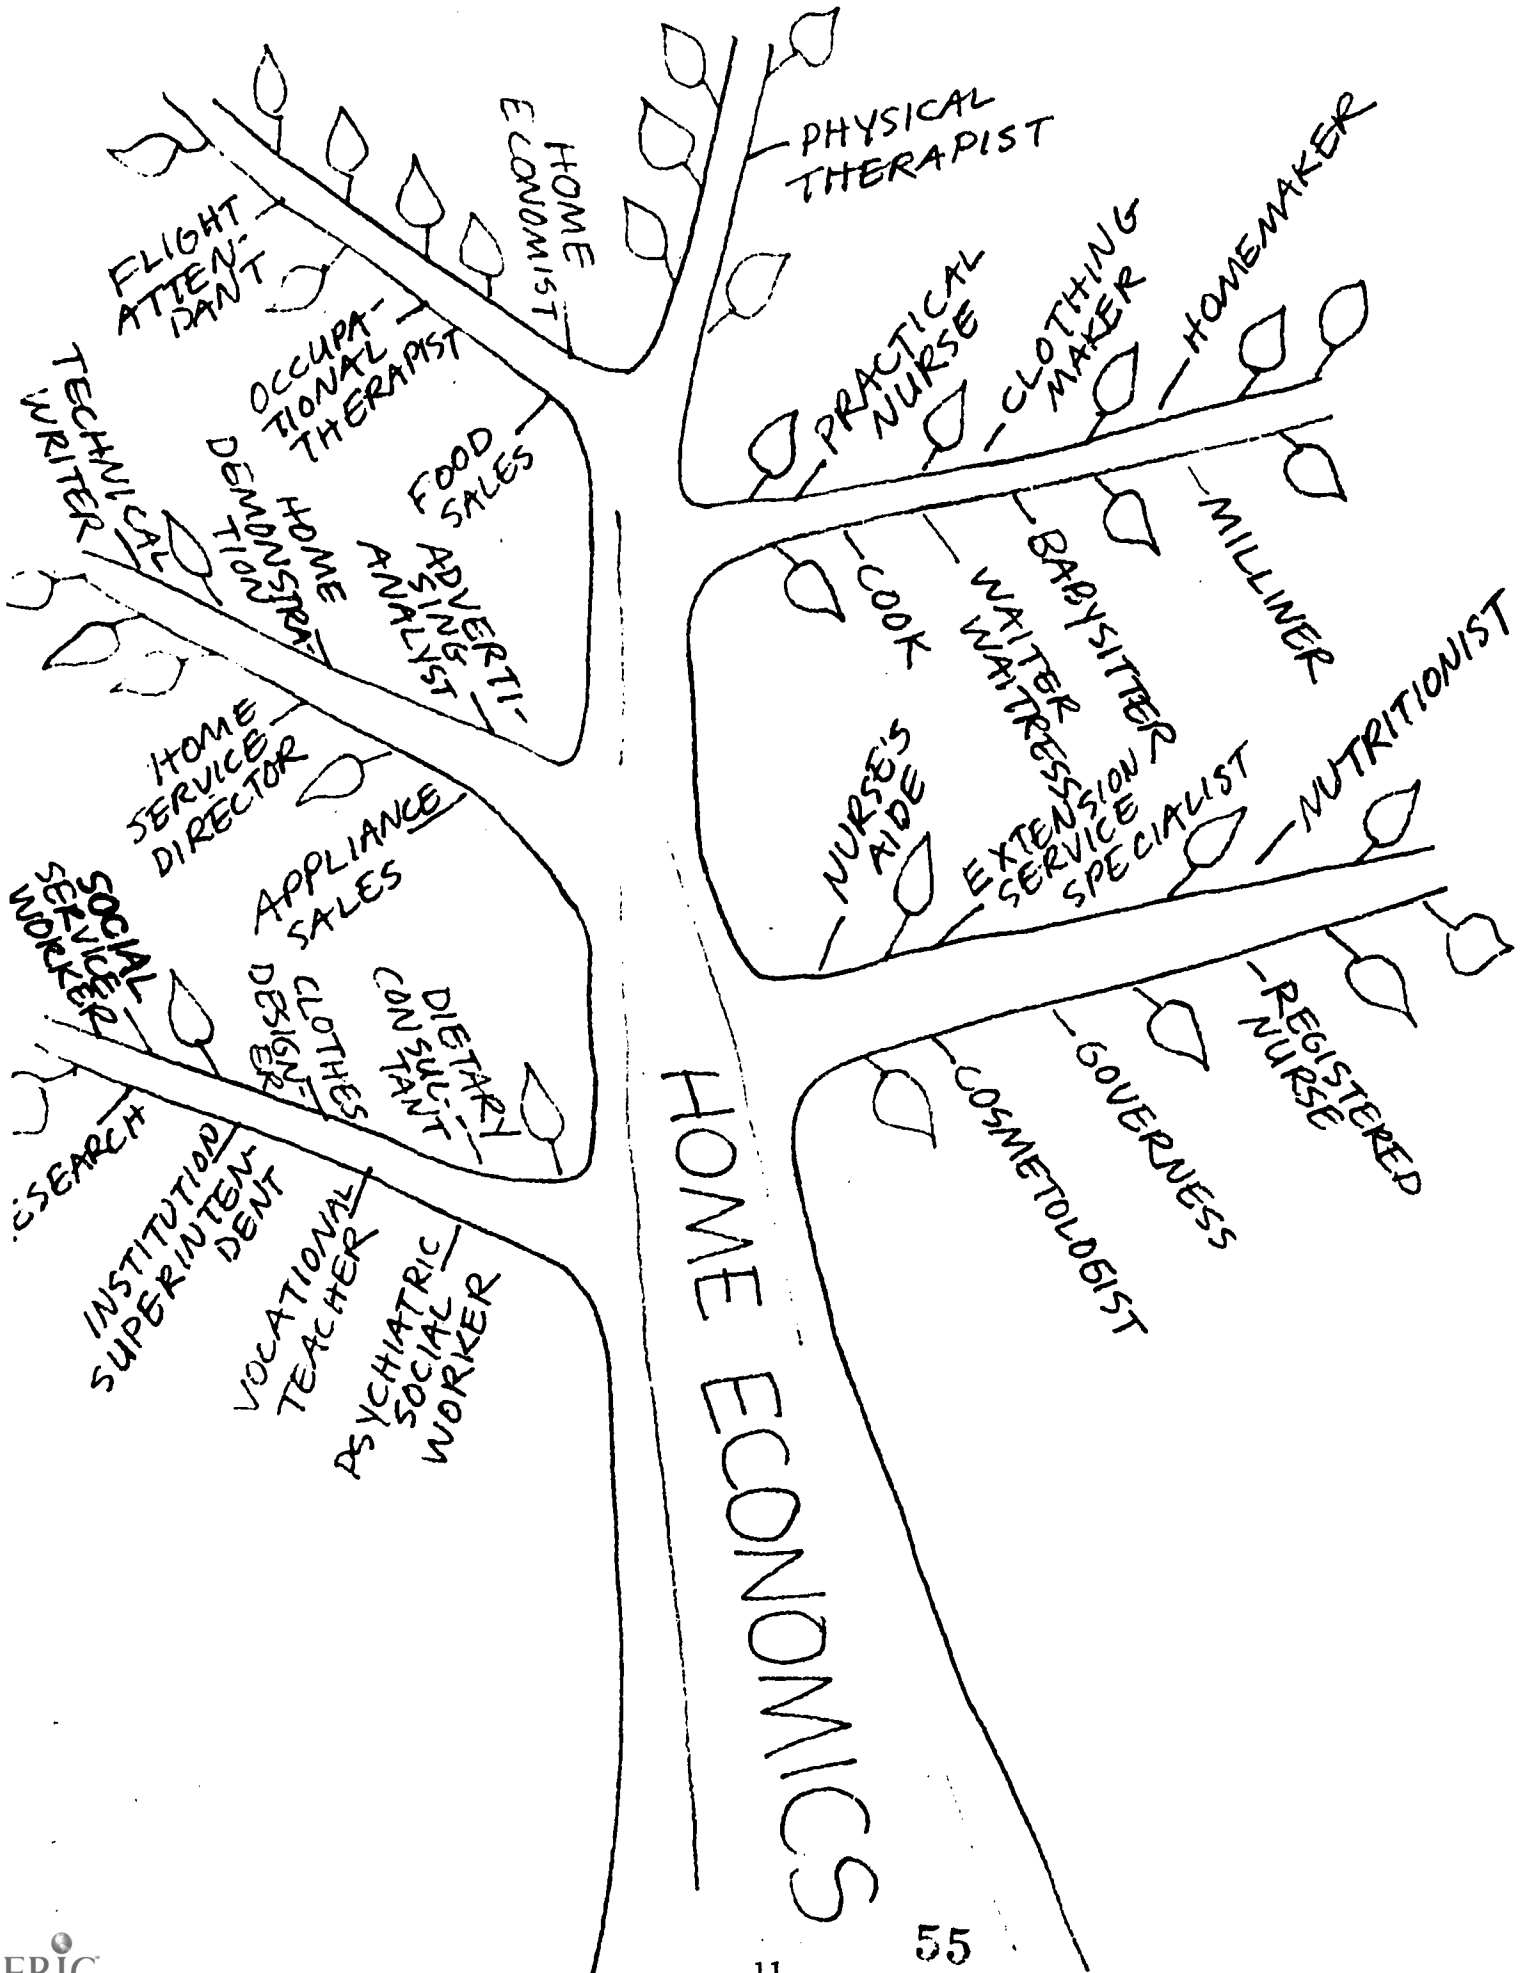 PHYSICAL
THERAPIST
HOME
ECONOMIST
FLIGHT
ATTEN-
DANT
OCCUPA-
TIONAL
THERAPIST
FOOD
SALES
PRACTICAL
NURSE
CLOTHING
MAKER
HOMEMAKER
COOK
WAITER
WAITRESS
BABYSITTER
MILLINER
TECHNICAL
WRITER
HOME
DEMONSTRA-
TION
ADVERTI-
SING
ANALYST
HOME
SERVICE
DIRECTOR
APPLIANCE
SALES
NURSE'S
AIDE
EXTENSION
SERVICE
SPECIALIST
NUTRITIONIST
COSMETOLOGIST
GOVERNESS
REGISTERED
NURSE
SOCIAL
SERVICE
WORKER
CLOTHES
DESIGN-
ER
DIETARY
CONSUL-
TANT
INSTITUTION
SUPERINTEN-
DENT
VOCATIONAL
TEACHER
PSYCHIATRIC
SOCIAL
WORKER
HOME ECONOMICS
55
ERIC